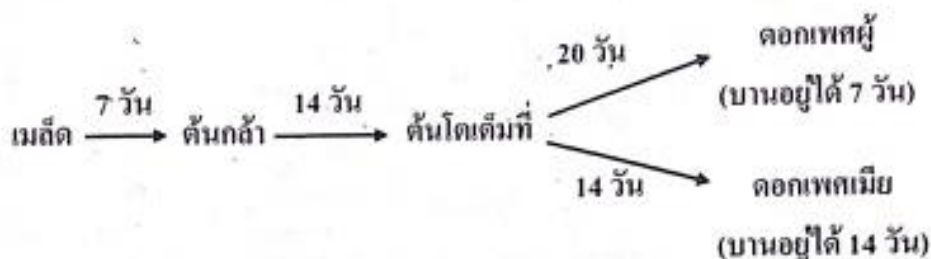 ดอกเพศผู้
20 วัน
(บานอยู่ได้ 7 วัน)
7 วัน
14 วัน
เมล็ด
ต้นกล้า
ต้นโตเต็มที่
14 วัน
ดอกเพศเมีย
(บานอยู่ได้ 14 วัน)